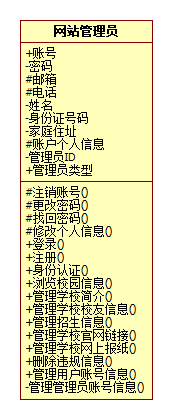 网站管理员
+账号
-密码
#邮箱
#电话
-姓名
-身份证号码
-家庭住址
#账户个人信息
-管理员ID
+管理员类型
#注销账号()
#更改密码()
#找回密码()
#修改个人信息()
+登录()
+注册()
+身份认证()
+浏览校园信息()
+管理学校简介()
+管理学校校友信息()
+管理招生信息()
+管理学校官网链接()
+管理学校网上报纸()
+删除违规信息()
+管理用户账号信息()
-管理管理员账号信息()